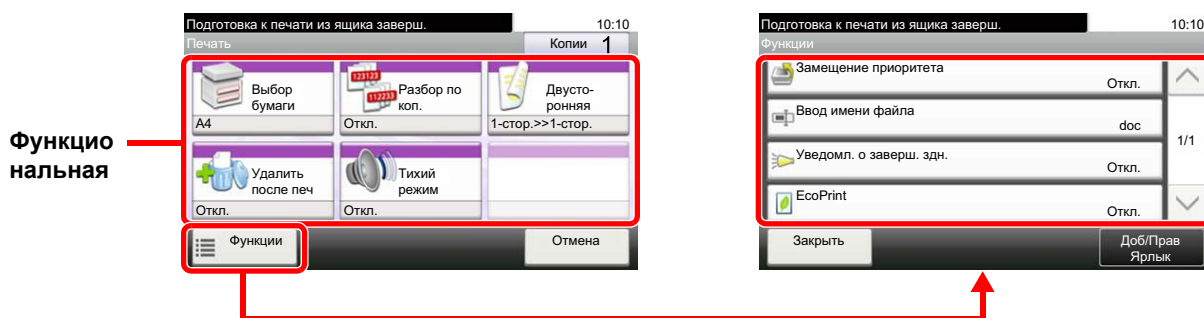 Функцио
нальная
Подготовка к печати из ящика заверш.
10:10
Печать
Копии 1
Выбор
бумаги
A4
123123
112233
Разбор по
коп.
Откл.
Двусто-
ронняя
1-стор.>>1-стор.
Удалить
после печ
Откл.
Тихий
режим
Откл.
Функции
Отмена
Подготовка к печати из ящика заверш.
10:10
Функции
Замещение приоритета
Откл.
Ввод имени файла
doc
1/1
Уведомл. о заверш. здн.
Откл.
EcoPrint
Откл.
Закрыть
Доб/Прав
Ярлык